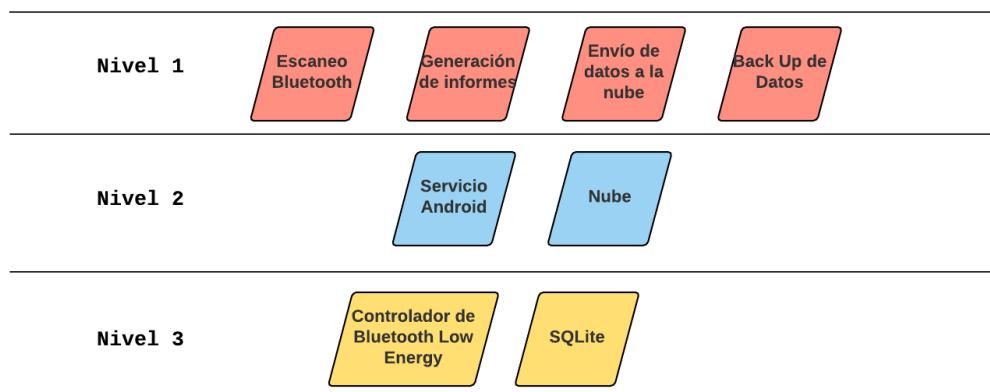 Nivel 1
Escaneo
Bluetooth
Generación
de informes
Envío de
datos a la
nube
Back Up de
Datos
Nivel 2
Servicio
Android
Nube
Nivel 3
Controlador de
Bluetooth Low
Energy
SQLite